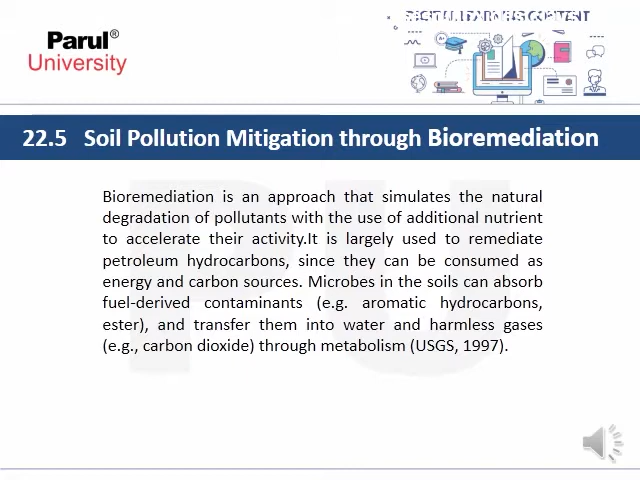 Parul®
University
22.5 Soil Pollution Mitigation through Bioremediation
Bioremediation is an approach that simulates the natural
degradation of pollutants with the use of additional nutrient
to accelerate their activity.It is largely used to remediate
petroleum hydrocarbons, since they can be consumed as
energy and carbon sources. Microbes in the soils can absorb
fuel-derived contaminants (e.g. aromatic hydrocarbons,
ester), and transfer them into water and harmless gases
(e.g., carbon dioxide) through metabolism (USGS, 1997).
PU